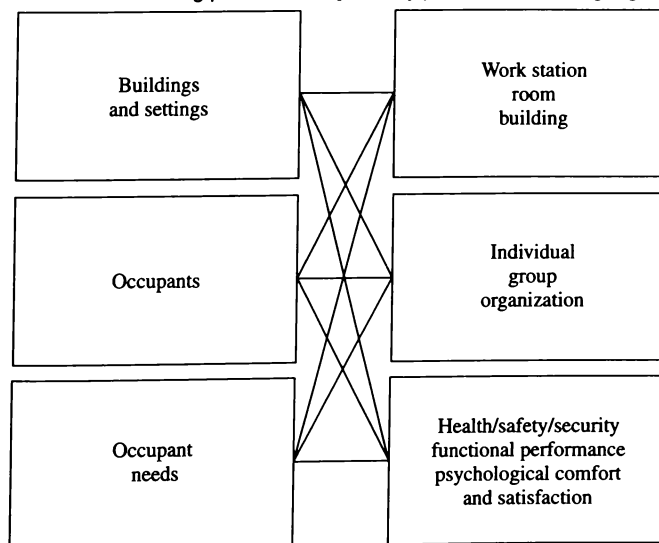 Buildings
and settings
Work station
room
building
Occupants
Individual
group
organization
Occupant
needs
Health/safety/security
functional performance
psychological comfort
and satisfaction